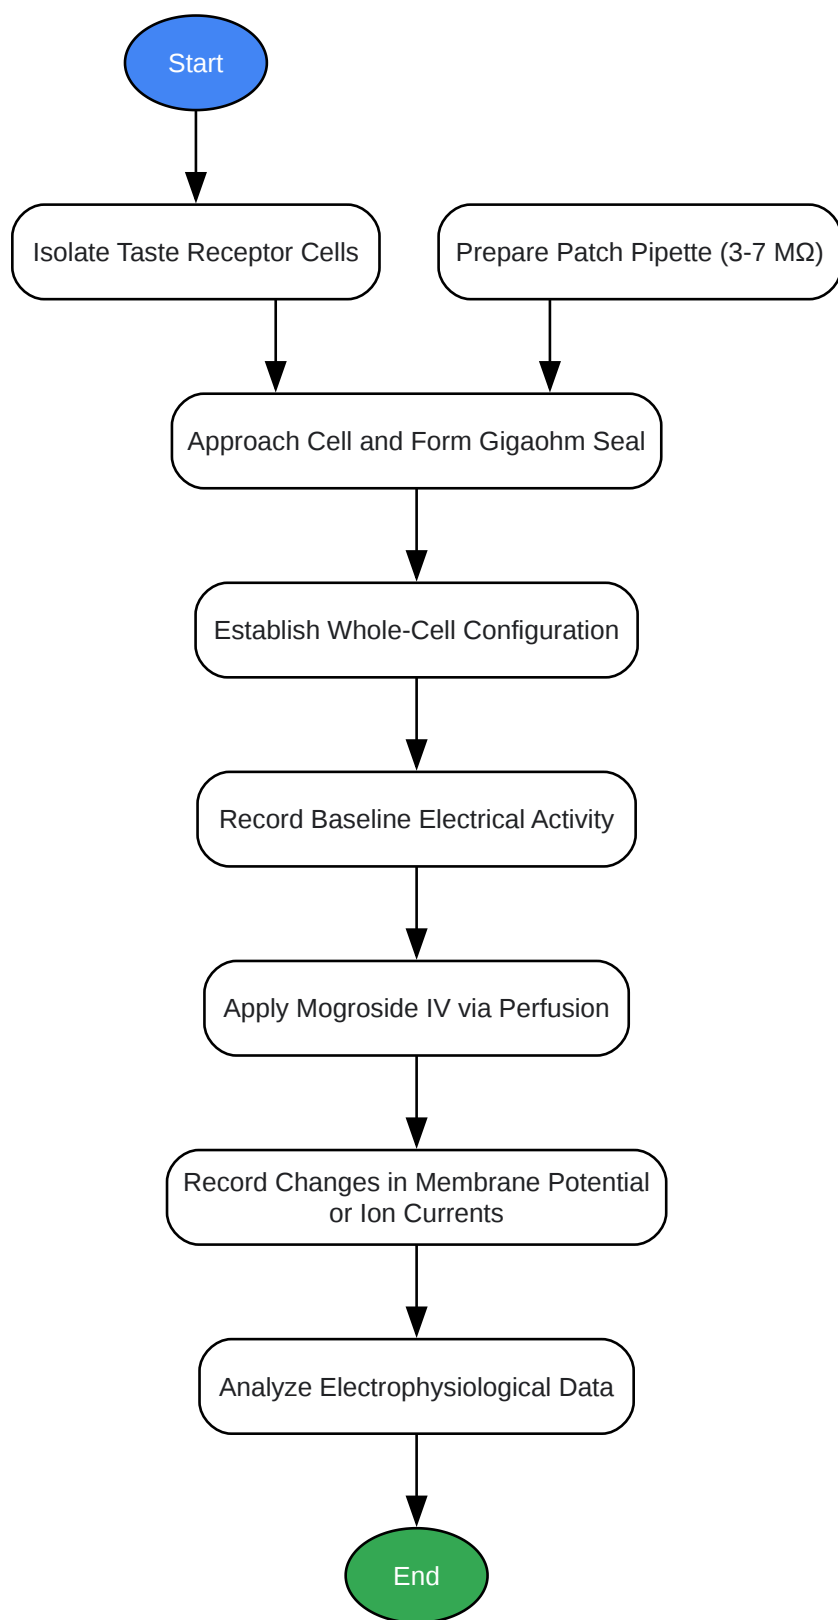 Start
Isolate Taste Receptor Cells
Prepare Patch Pipette (3-7 MΩ)
Approach Cell and Form Gigaohm Seal
Establish Whole-Cell Configuration
Record Baseline Electrical Activity
Apply Mogroside IV via Perfusion
Record Changes in Membrane Potential
or Ion Currents
Analyze Electrophysiological Data
End